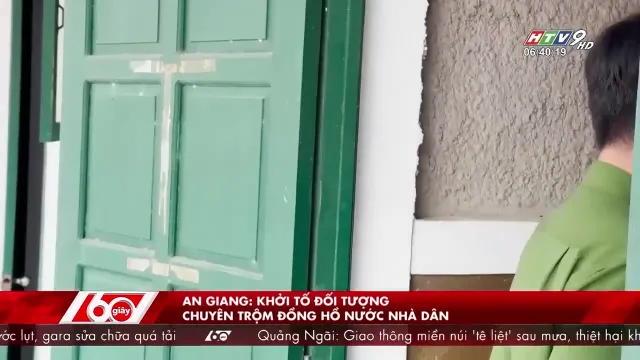 HTV9 HD
06:40:19
60 giây
AN GIANG: KHỞI TỐ ĐỐI TƯỢNG
CHUYÊN TRỘM ĐỒNG HỒ NƯỚC NHÀ DÂN
ước lụt, gara sửa chữa quá tải Quảng Ngãi: Giao thông miền núi 'tê liệt' sau mưa, thiệt hại kh